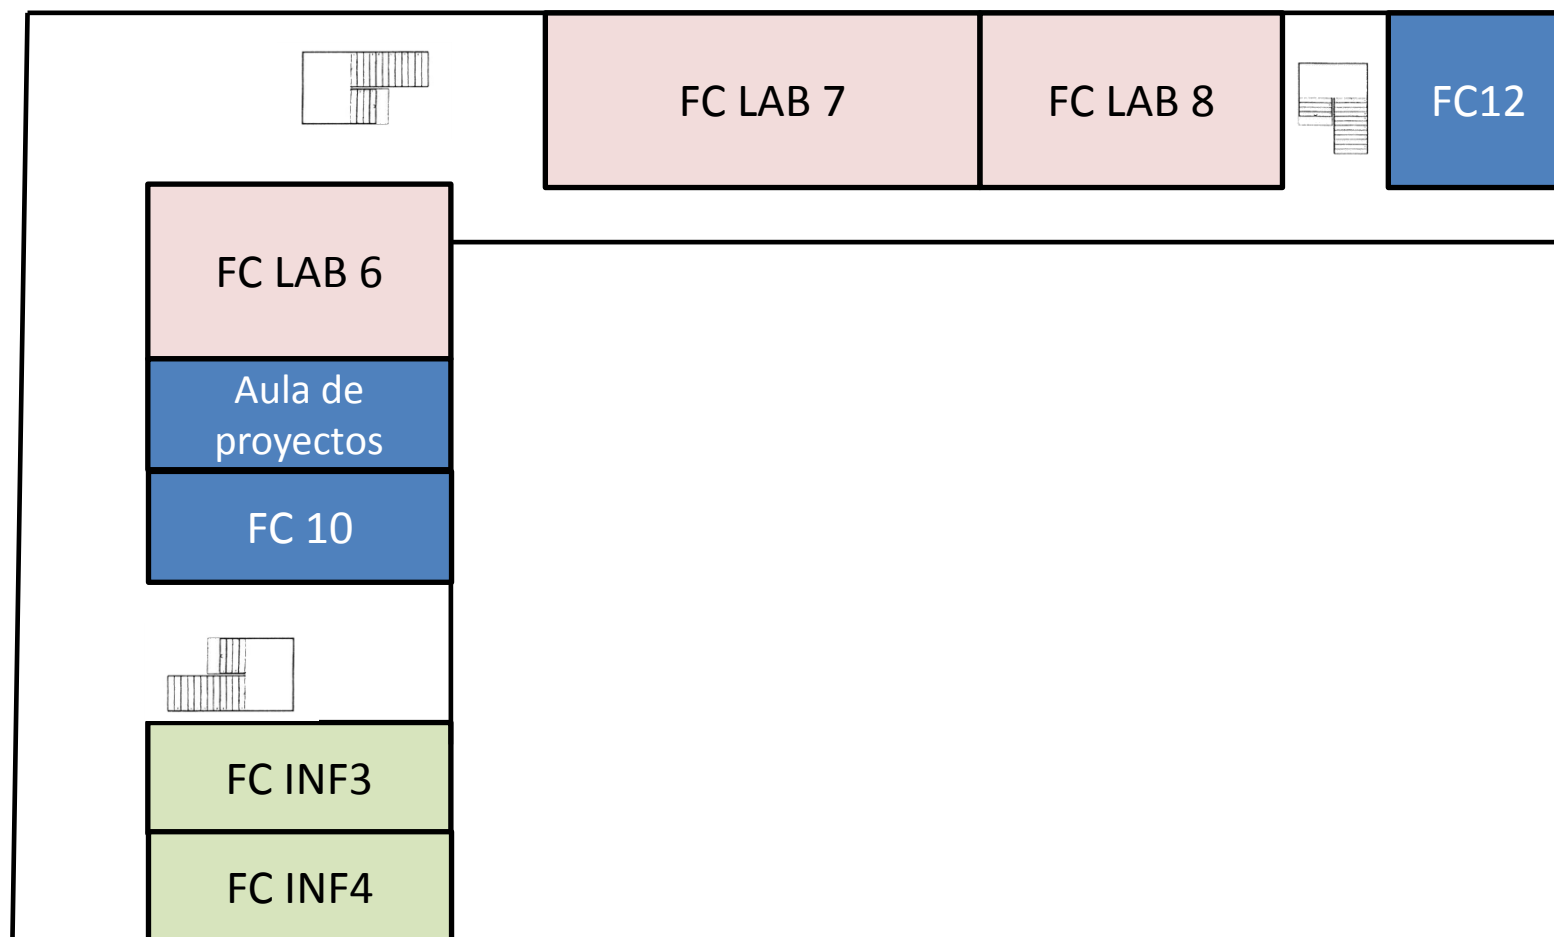 FC LAB 7
FC LAB 8
FC12
FC LAB 6
Aula de
proyectos
FC 10
FC INF3
FC INF4